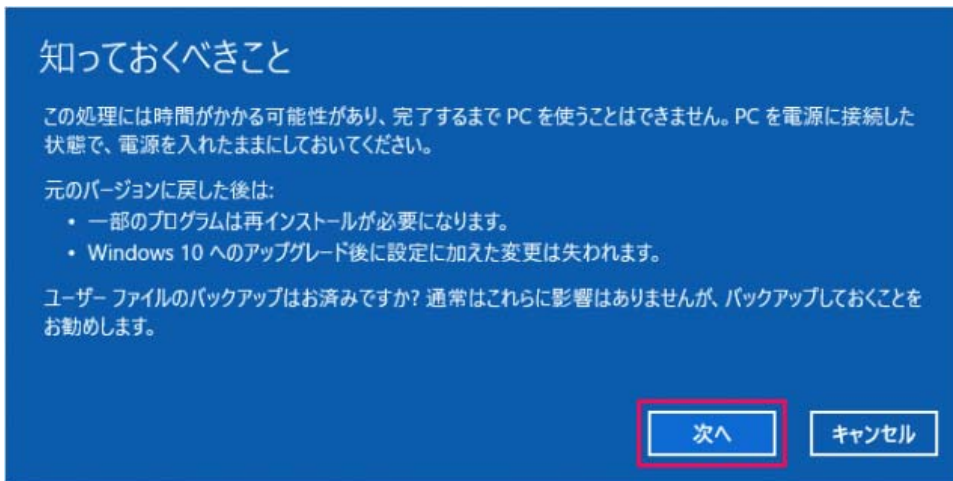 知っておくべきこと
この処理には時間がかかる可能性があり、完了するまで PC を使うことはできません。PC を電源に接続した
状態で、電源を入れたままにしておいてください。
元のバージョンに戻した後は:
• 一部のプログラムは再インストールが必要になります。
• Windows 10 へのアップグレード後に設定に加えた変更は失われます。
ユーザー ファイルのバックアップはお済みですか? 通常はこれらに影響はありませんが、バックアップしておくことを
お勧めします。
次へ
キャンセル